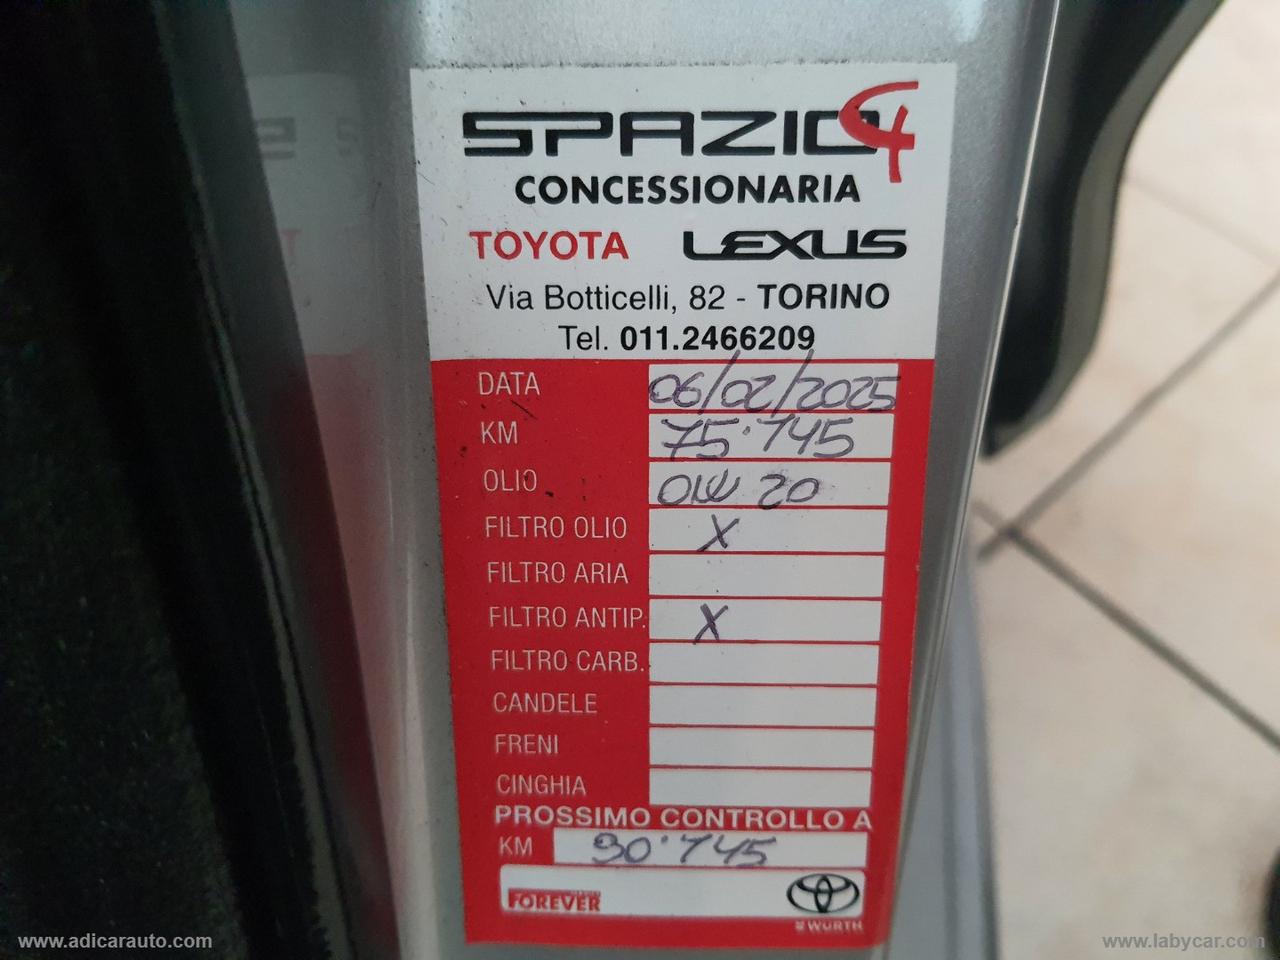 SPAZIO4
CONCESSIONARIA
TOYOTA LEXUS
Via Botticelli, 82 - TORINO
Tel. 011.2466209
DATA 06/02/2025
KM 75.745
OLIO 0W 20
FILTRO OLIO X
FILTRO ARIA
FILTRO ANTIP. X
FILTRO CARB.
CANDELE
FRENI
CINGHIA
PROSSIMO CONTROLLO A
KM 90.745
FOREVER
WÜRTH
www.adicarauto.com
www.labycar.com